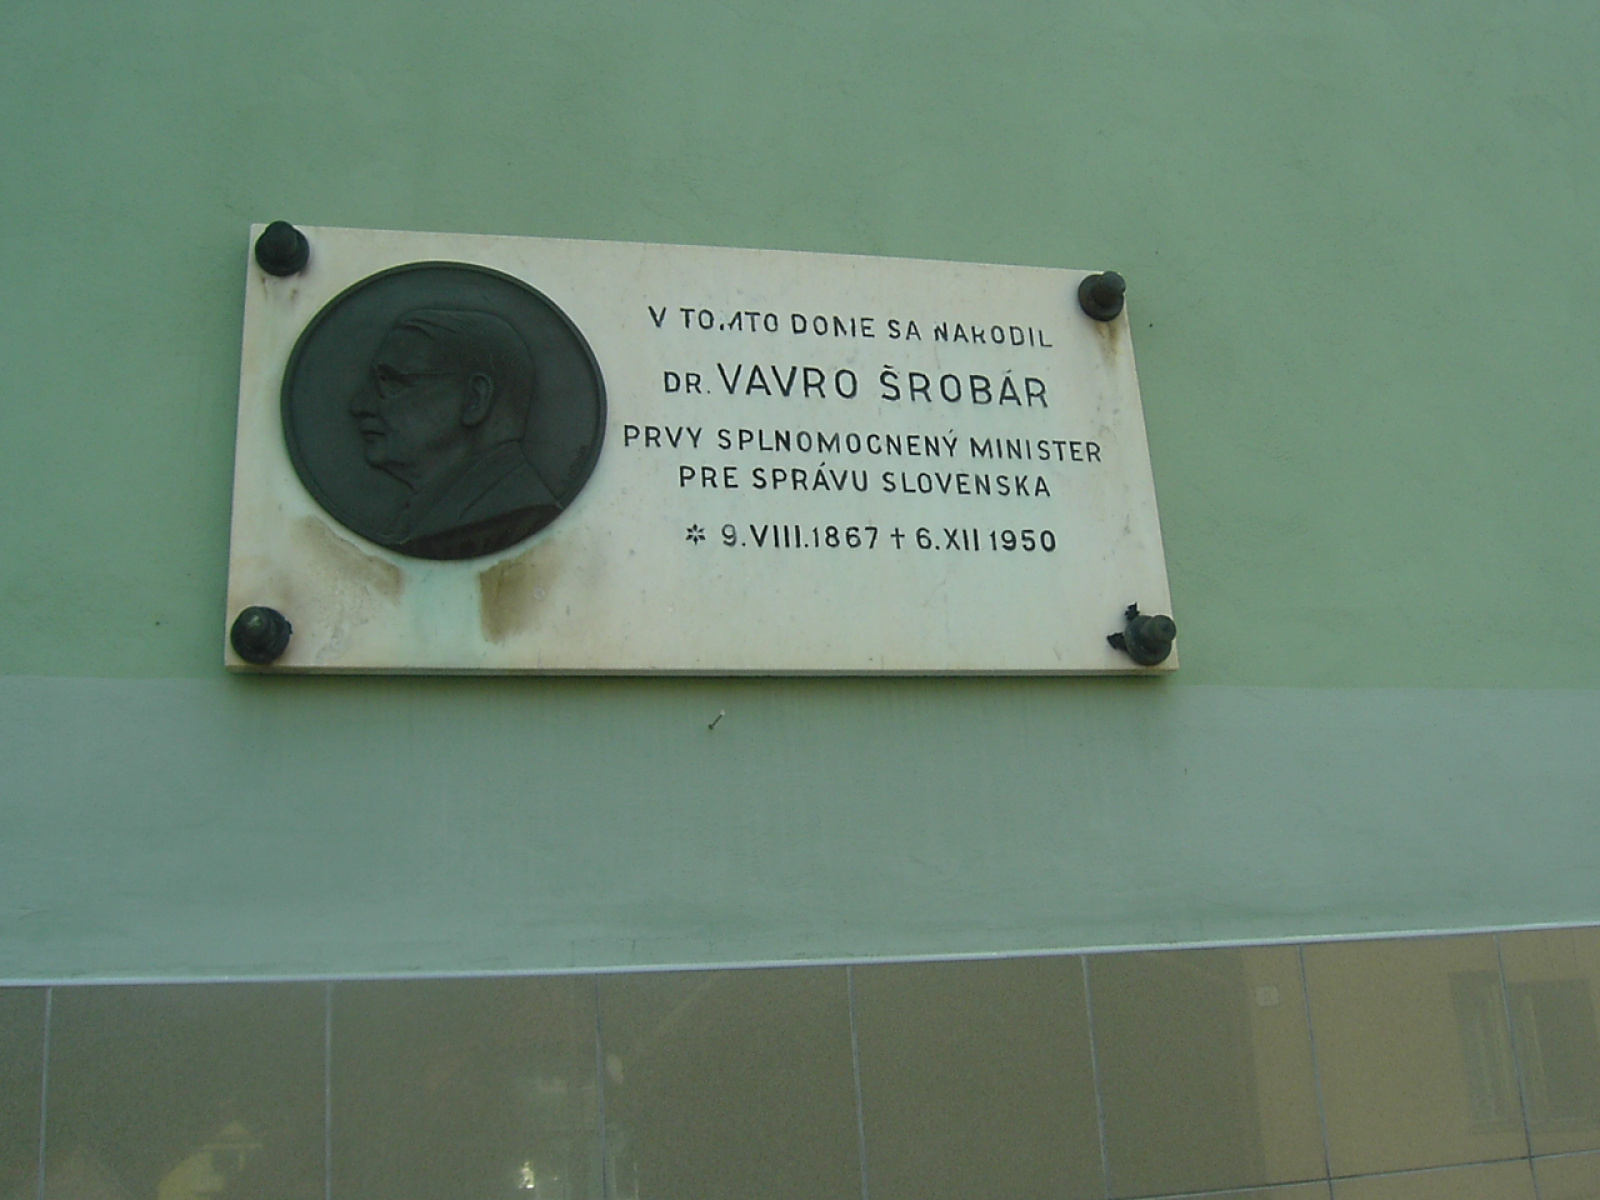 V TOMTO DOME SA NARODIL
DR. VAVRO ŠROBÁR
PRVY SPLNOMOCNENÝ MINISTER
PRE SPRÁVU SLOVENSKA
* 9.VIII.1867 † 6.XII 1950